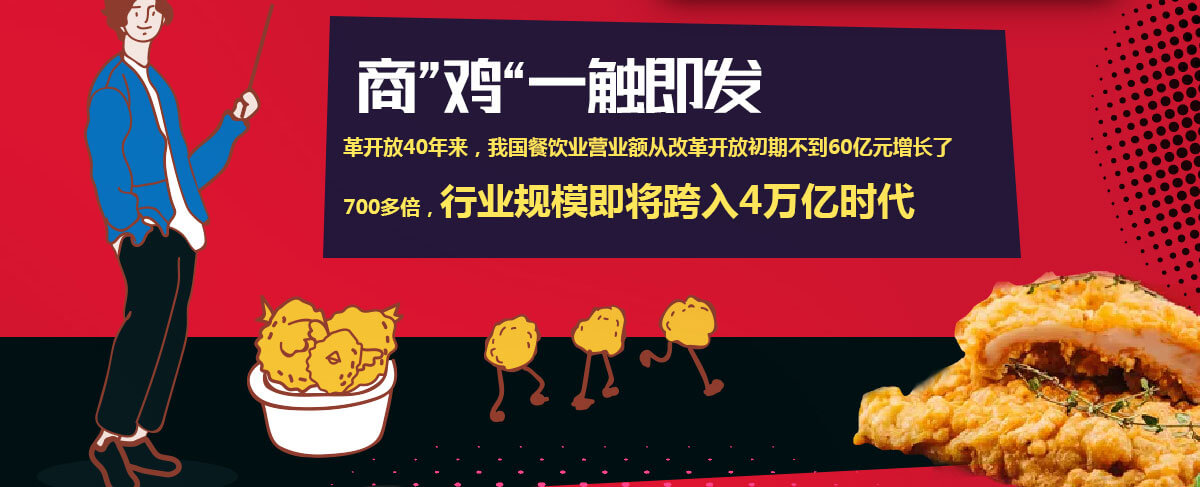 商”鸡“一触即发
革开放40年来，我国餐饮业营业额从改革开放初期不到60亿元增长了
700多倍，行业规模即将跨入4万亿时代